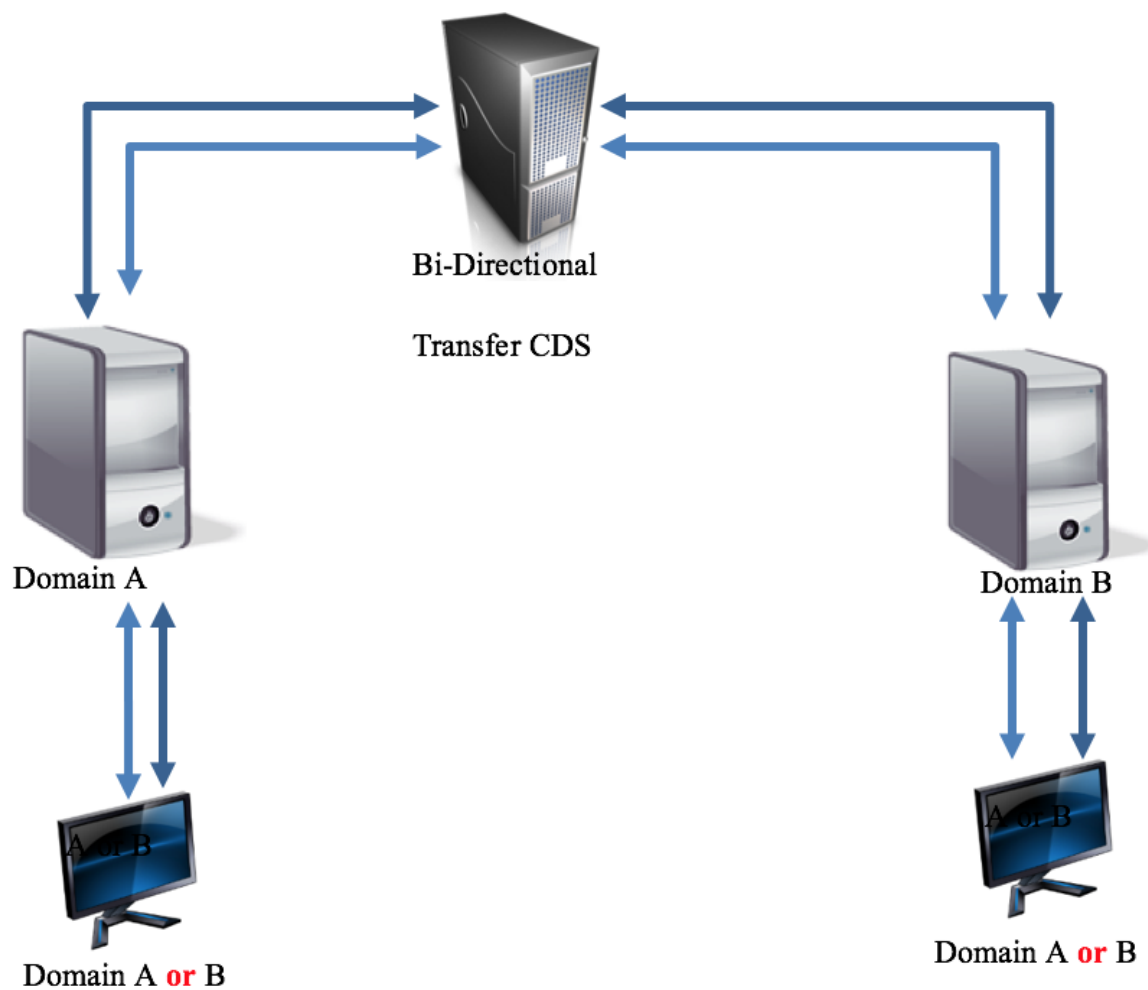 Bi-Directional
Transfer CDS
Domain A
Domain B
A or B
A or B
Domain A or B
Domain A or B